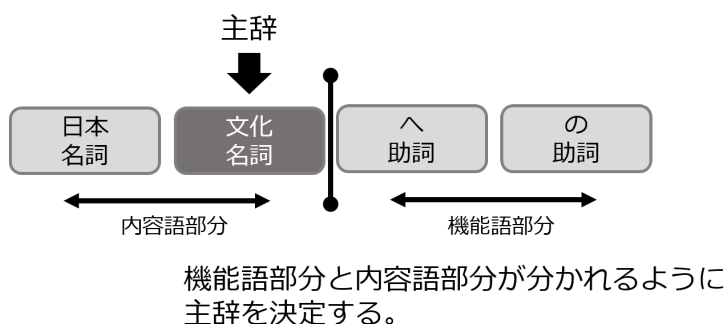 主辞
日本
名詞
文化
名詞
へ
助詞
の
助詞
内容語部分
機能語部分
機能語部分と内容語部分が分かれるように
主辞を決定する。